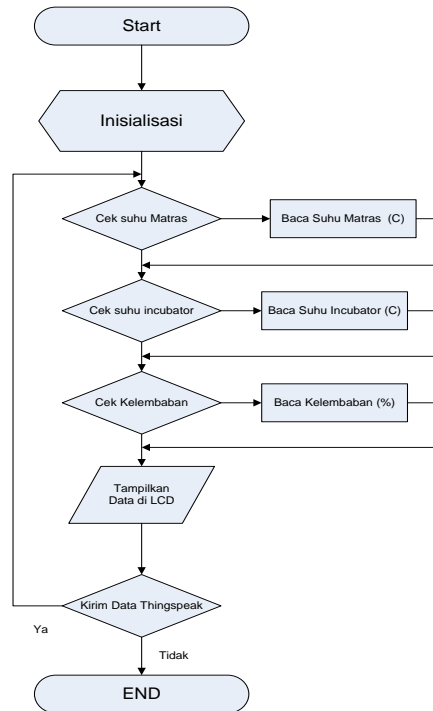 Start
Inisialisasi
Cek suhu Matras
Baca Suhu Matras (C)
Cek suhu incubator
Baca Suhu Incubator (C)
Cek Kelembaban
Baca Kelembaban (%)
Tampilkan
Data di LCD
Kirim Data Thingspeak
Ya
Tidak
END